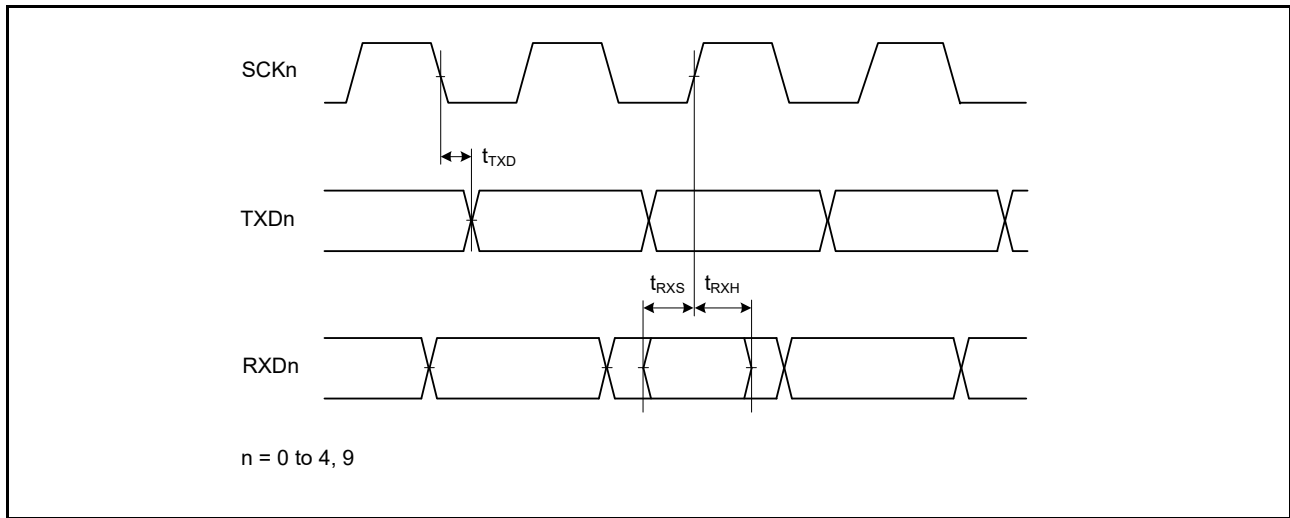 SCKn
tTXD
TXDn
tRXS tRXH
RXDn
n = 0 to 4, 9